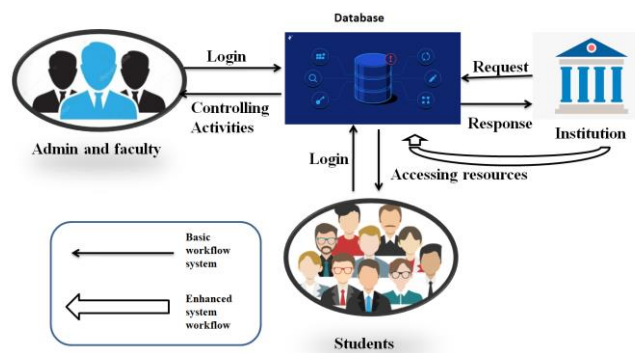 Database
Login
Controlling
Activities
Admin and faculty
Request
Response
Institution
Login
Accessing resources
Basic
workflow
system
Enhanced
system
workflow
Students